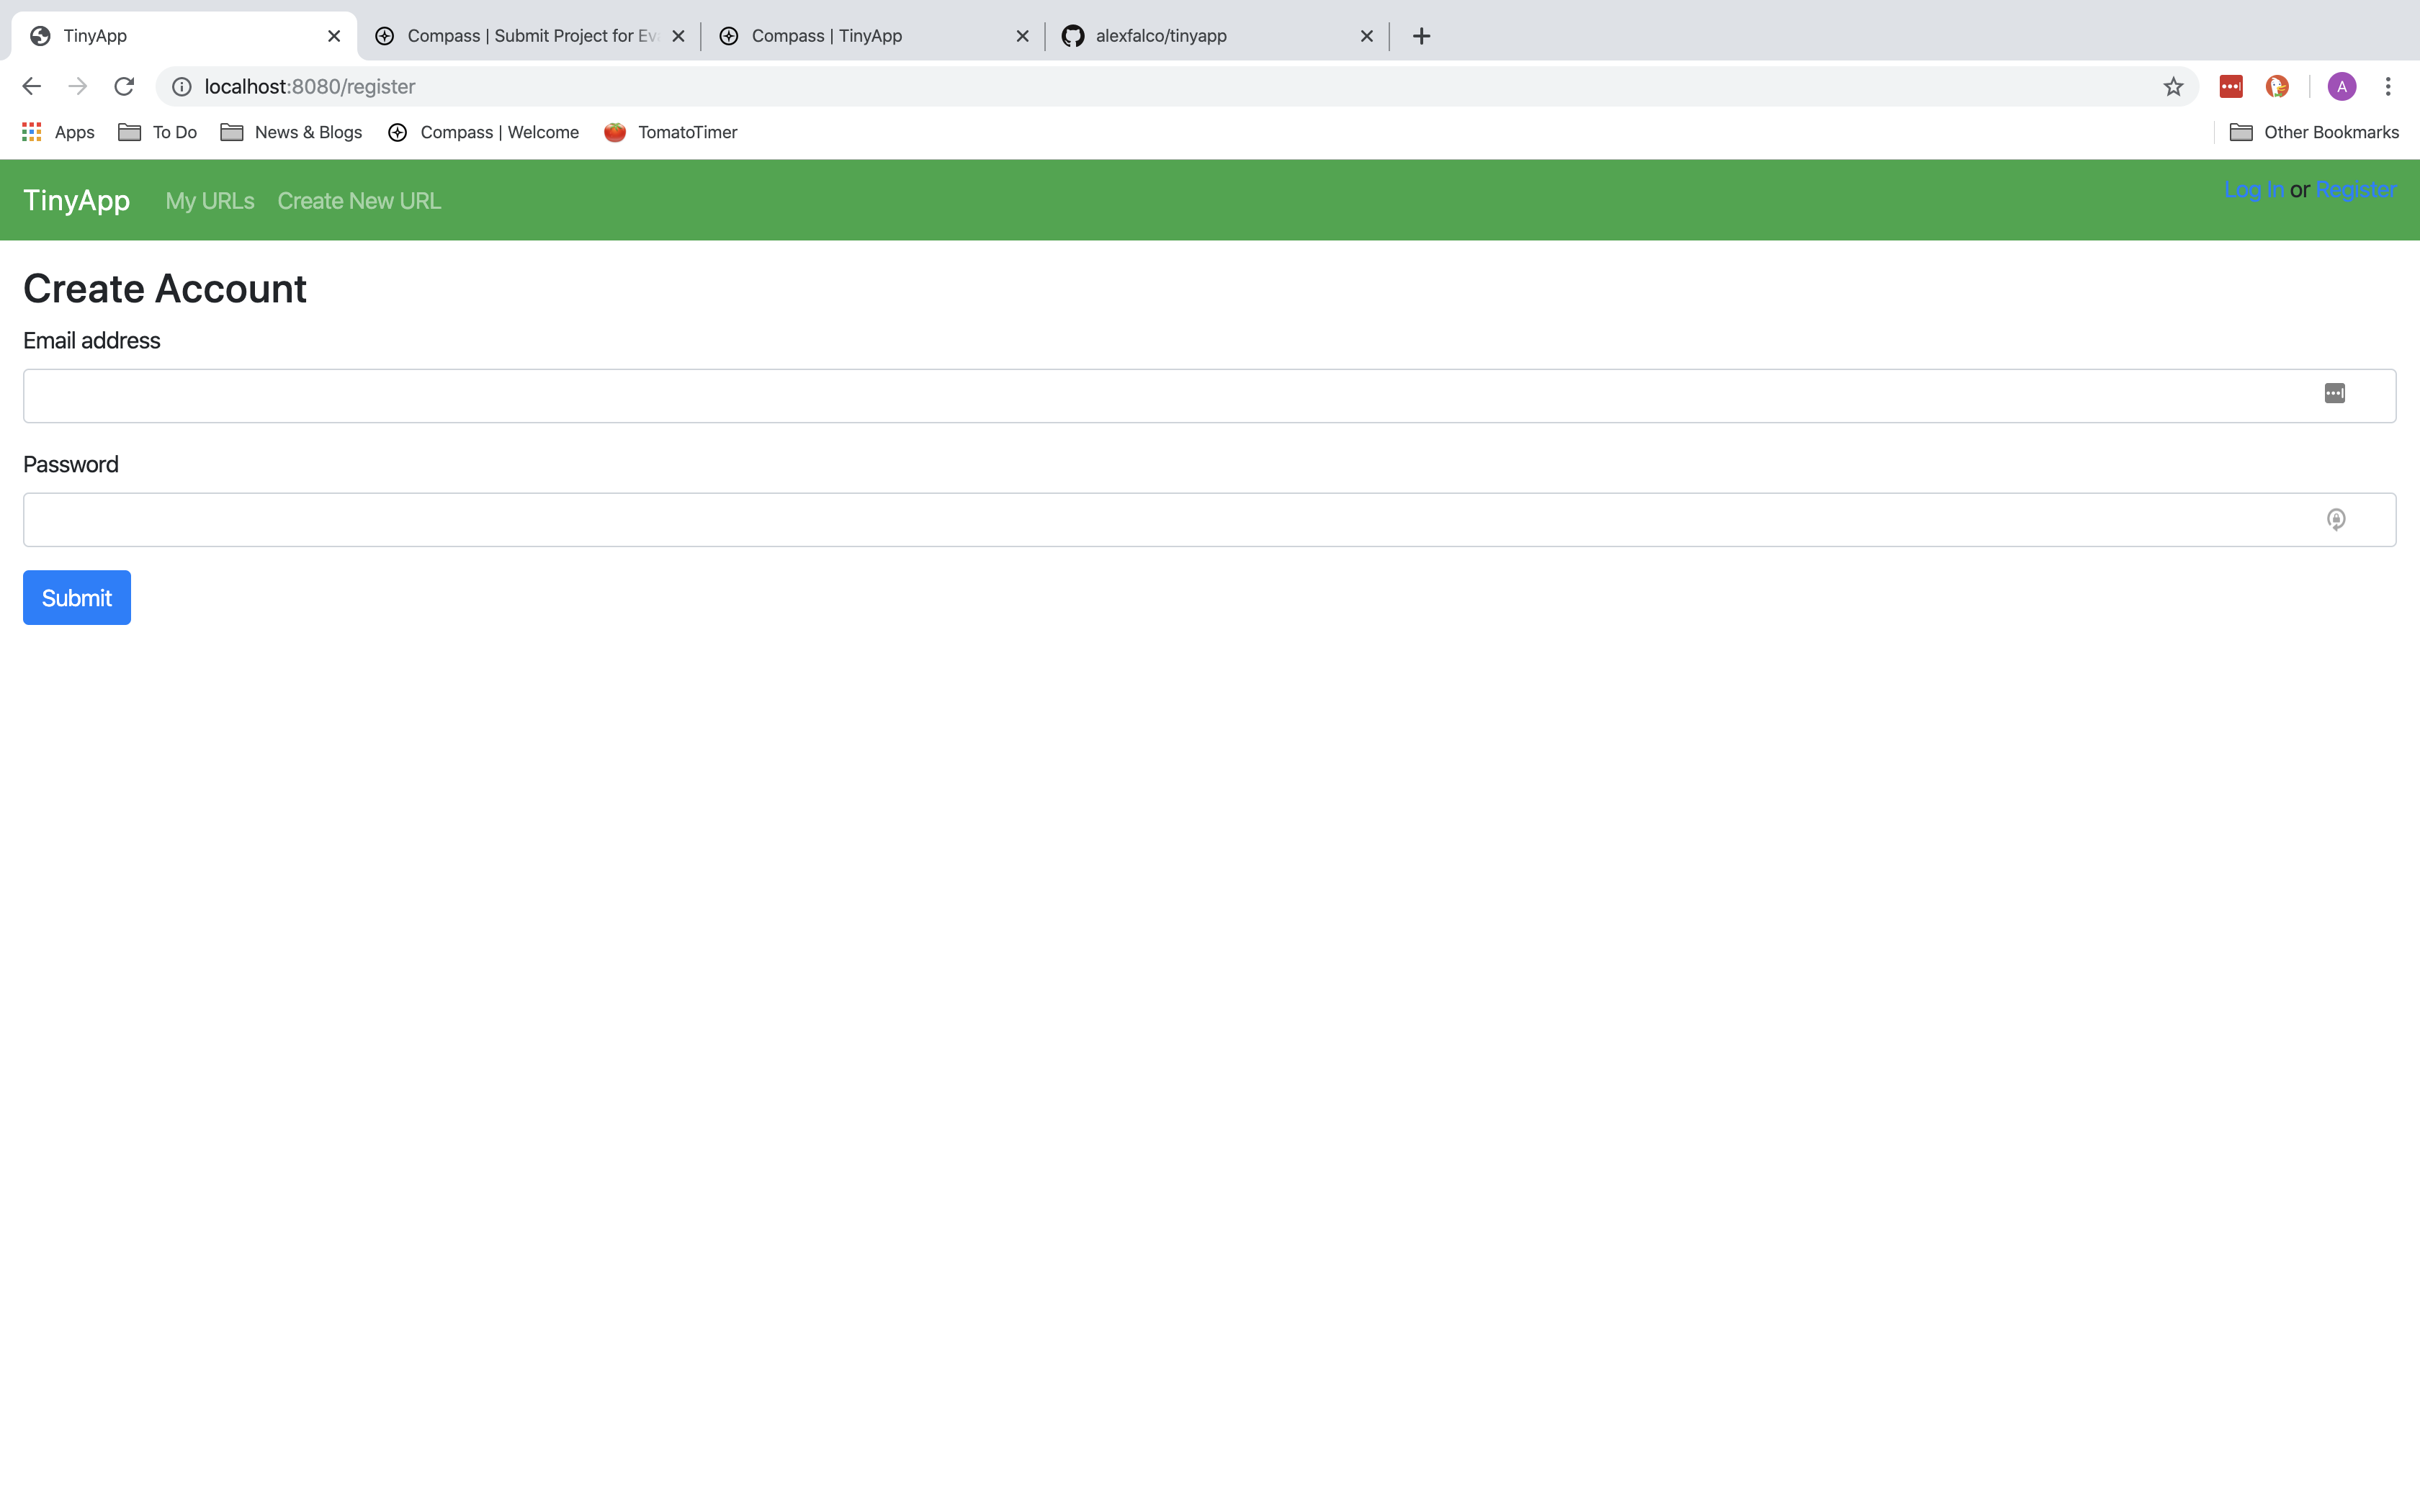 TinyApp
Compass | Submit Project for Ev
Compass | TinyApp
alexfalco/tinyapp
localhost:8080/register
A
Apps
To Do
News & Blogs
Compass | Welcome
TomatoTimer
Other Bookmarks
TinyApp
My URLs
Create New URL
Log In or Register
Create Account
Email address
Password
Submit